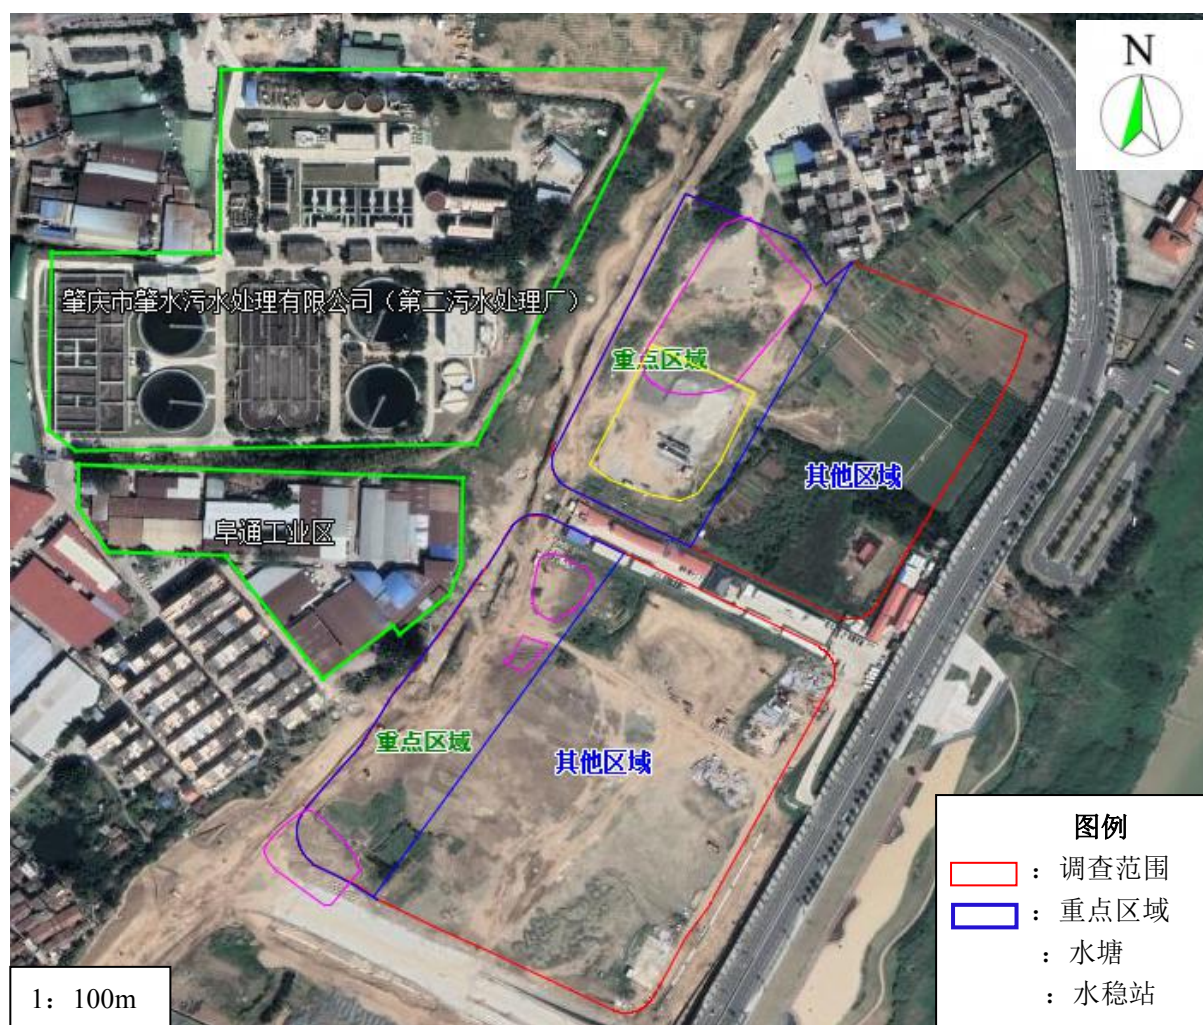 N
肇庆市肇水污水处理有限公司（第二污水处理厂）
重点区域
其他区域
阜通工业区
重点区域
其他区域
图例
：调查范围
：重点区域
：水塘
：水稳站
1：100m